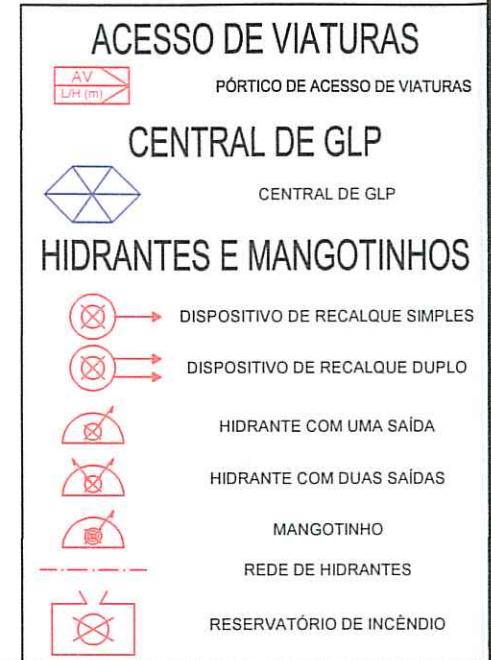 ACESSO DE VIATURAS
AV
L/H (m)
PÓRTICO DE ACESSO DE VIATURAS
CENTRAL DE GLP
CENTRAL DE GLP
HIDRANTES E MANGOTINHOS
DISPOSITIVO DE RECALQUE SIMPLES
DISPOSITIVO DE RECALQUE DUPLO
HIDRANTE COM UMA SAÍDA
HIDRANTE COM DUAS SAÍDAS
MANGOTINHO
REDE DE HIDRANTES
RESERVATÓRIO DE INCÊNDIO